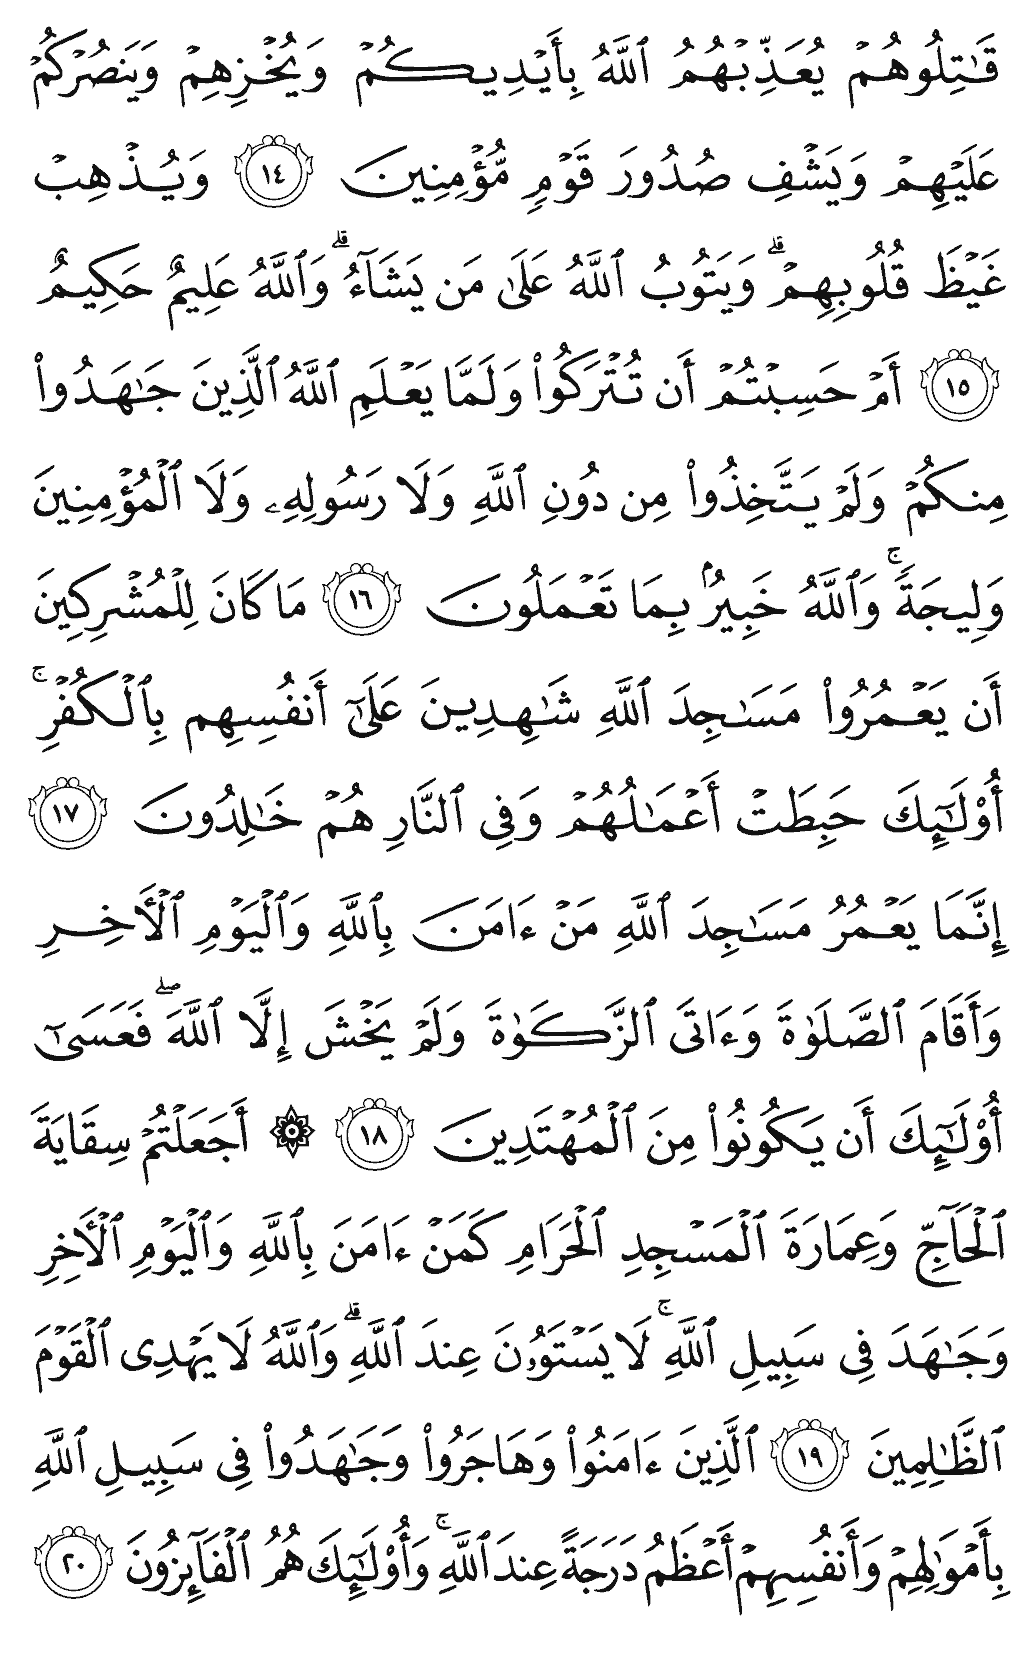 قَٰتِلُوهُمۡ يُعَذِّبۡهُمُ ٱللَّهُ بِأَيۡدِيكُمۡ وَيُخۡزِهِمۡ وَيَنصُرۡكُمۡ
عَلَيۡهِمۡ وَيَشۡفِ صُدُورَ قَوۡمٖ مُّؤۡمِنِينَ ١٤ وَيُذۡهِبۡ
غَيۡظَ قُلُوبِهِمۡۗ وَيَتُوبُ ٱللَّهُ عَلَىٰ مَن يَشَآءُۗ وَٱللَّهُ عَلِيمٌ حَكِيمٌ
١٥ أَمۡ حَسِبۡتُمۡ أَن تُتۡرَكُواْ وَلَمَّا يَعۡلَمِ ٱللَّهُ ٱلَّذِينَ جَٰهَدُواْ
مِنكُمۡ وَلَمۡ يَتَّخِذُواْ مِن دُونِ ٱللَّهِ وَلَا رَسُولِهِۦ وَلَا ٱلۡمُؤۡمِنِينَ
وَلِيجَةٗۚ وَٱللَّهُ خَبِيرُۢ بِمَا تَعۡمَلُونَ ١٦ مَا كَانَ لِلۡمُشۡرِكِينَ
أَن يَعۡمُرُواْ مَسَٰجِدَ ٱللَّهِ شَٰهِدِينَ عَلَىٰٓ أَنفُسِهِم بِٱلۡكُفۡرِۚ
أُوْلَٰٓئِكَ حَبِطَتۡ أَعۡمَٰلُهُمۡ وَفِي ٱلنَّارِ هُمۡ خَٰلِدُونَ ١٧
إِنَّمَا يَعۡمُرُ مَسَٰجِدَ ٱللَّهِ مَنۡ ءَامَنَ بِٱللَّهِ وَٱلۡيَوۡمِ ٱلۡأٓخِرِ
وَأَقَامَ ٱلصَّلَوٰةَ وَءَاتَى ٱلزَّكَوٰةَ وَلَمۡ يَخۡشَ إِلَّا ٱللَّهَۖ فَعَسَىٰٓ
أُوْلَٰٓئِكَ أَن يَكُونُواْ مِنَ ٱلۡمُهۡتَدِينَ ١٨ ۞ أَجَعَلۡتُمۡ سِقَايَةَ
ٱلۡحَآجِّ وَعِمَارَةَ ٱلۡمَسۡجِدِ ٱلۡحَرَامِ كَمَنۡ ءَامَنَ بِٱللَّهِ وَٱلۡيَوۡمِ ٱلۡأٓخِرِ
وَجَٰهَدَ فِي سَبِيلِ ٱللَّهِۚ لَا يَسۡتَوُۥنَ عِندَ ٱللَّهِۗ وَٱللَّهُ لَا يَهۡدِي ٱلۡقَوۡمَ
ٱلظَّٰلِمِينَ ١٩ ٱلَّذِينَ ءَامَنُواْ وَهَاجَرُواْ وَجَٰهَدُواْ فِي سَبِيلِ ٱللَّهِ
بِأَمۡوَٰلِهِمۡ وَأَنفُسِهِمۡ أَعۡظَمُ دَرَجَةً عِندَ ٱللَّهِۚ وَأُوْلَٰٓئِكَ هُمُ ٱلۡفَآئِزُونَ ٢٠